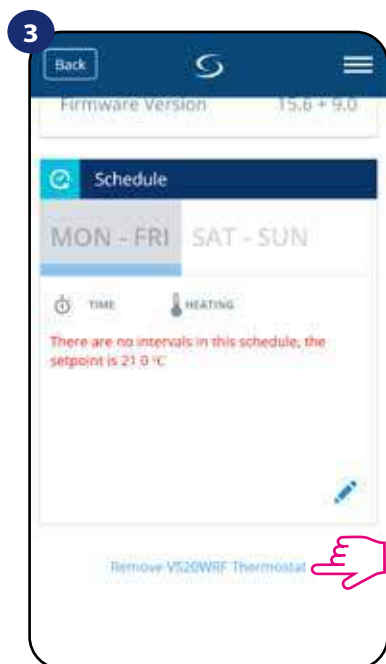 3
Back
Firmware Version 15.6 + 9.0
Schedule
MON - FRI SAT - SUN
TIME HEATING
There are no intervals in this schedule, the
setpoint is 21.0 °C
Remove VS20WRF Thermostat